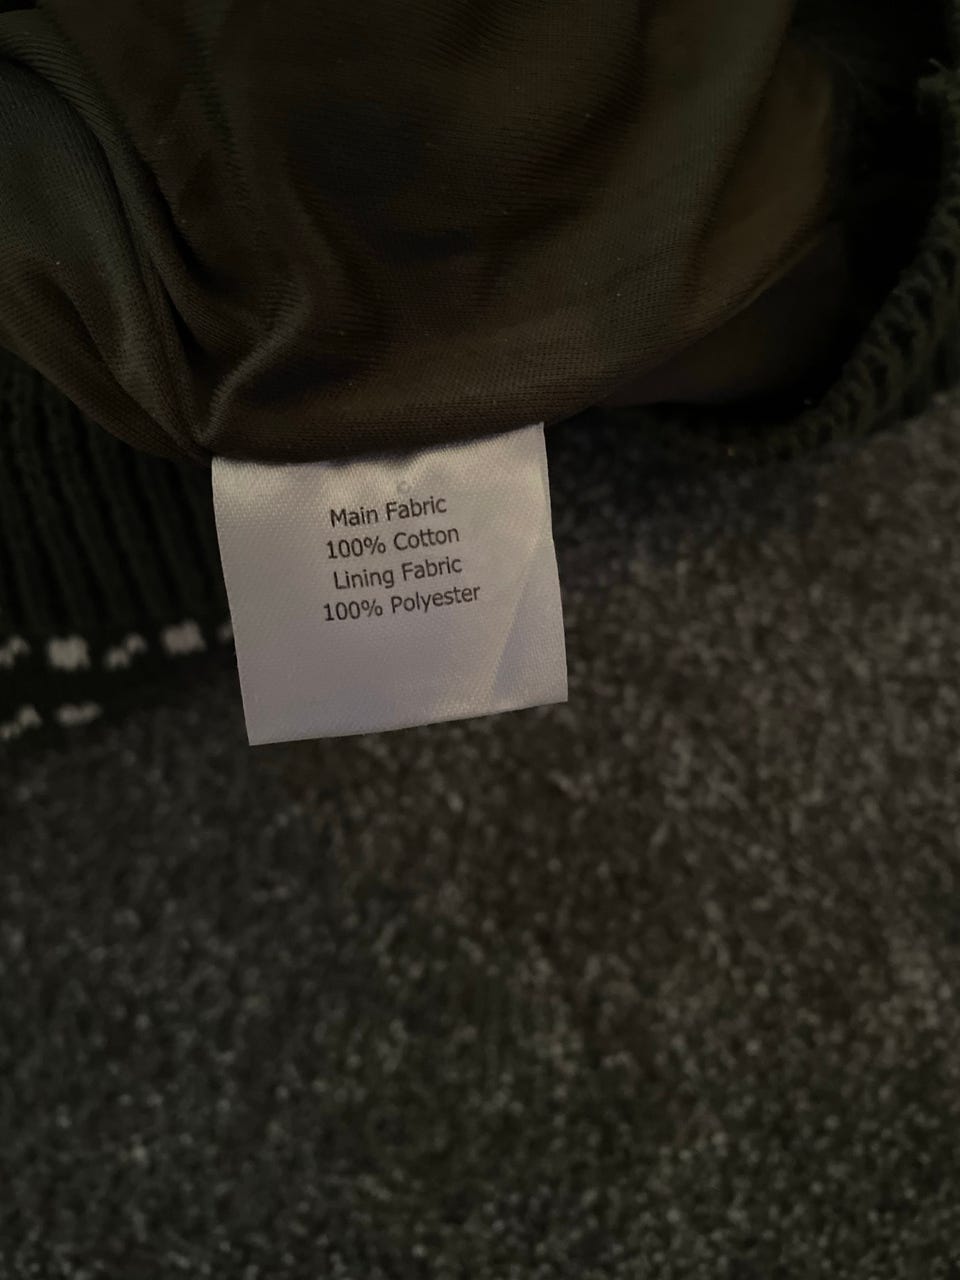 Main Fabric
100% Cotton
Lining Fabric
100% Polyester